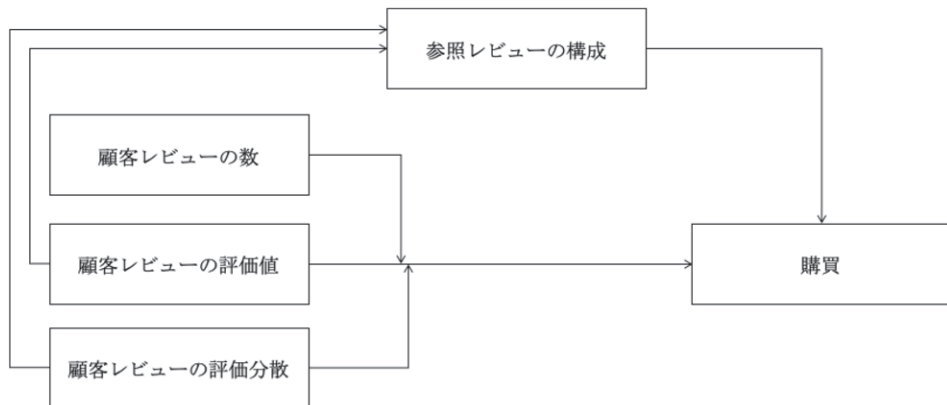 参照レビューの構成
顧客レビューの数
顧客レビューの評価値
購買
顧客レビューの評価分散